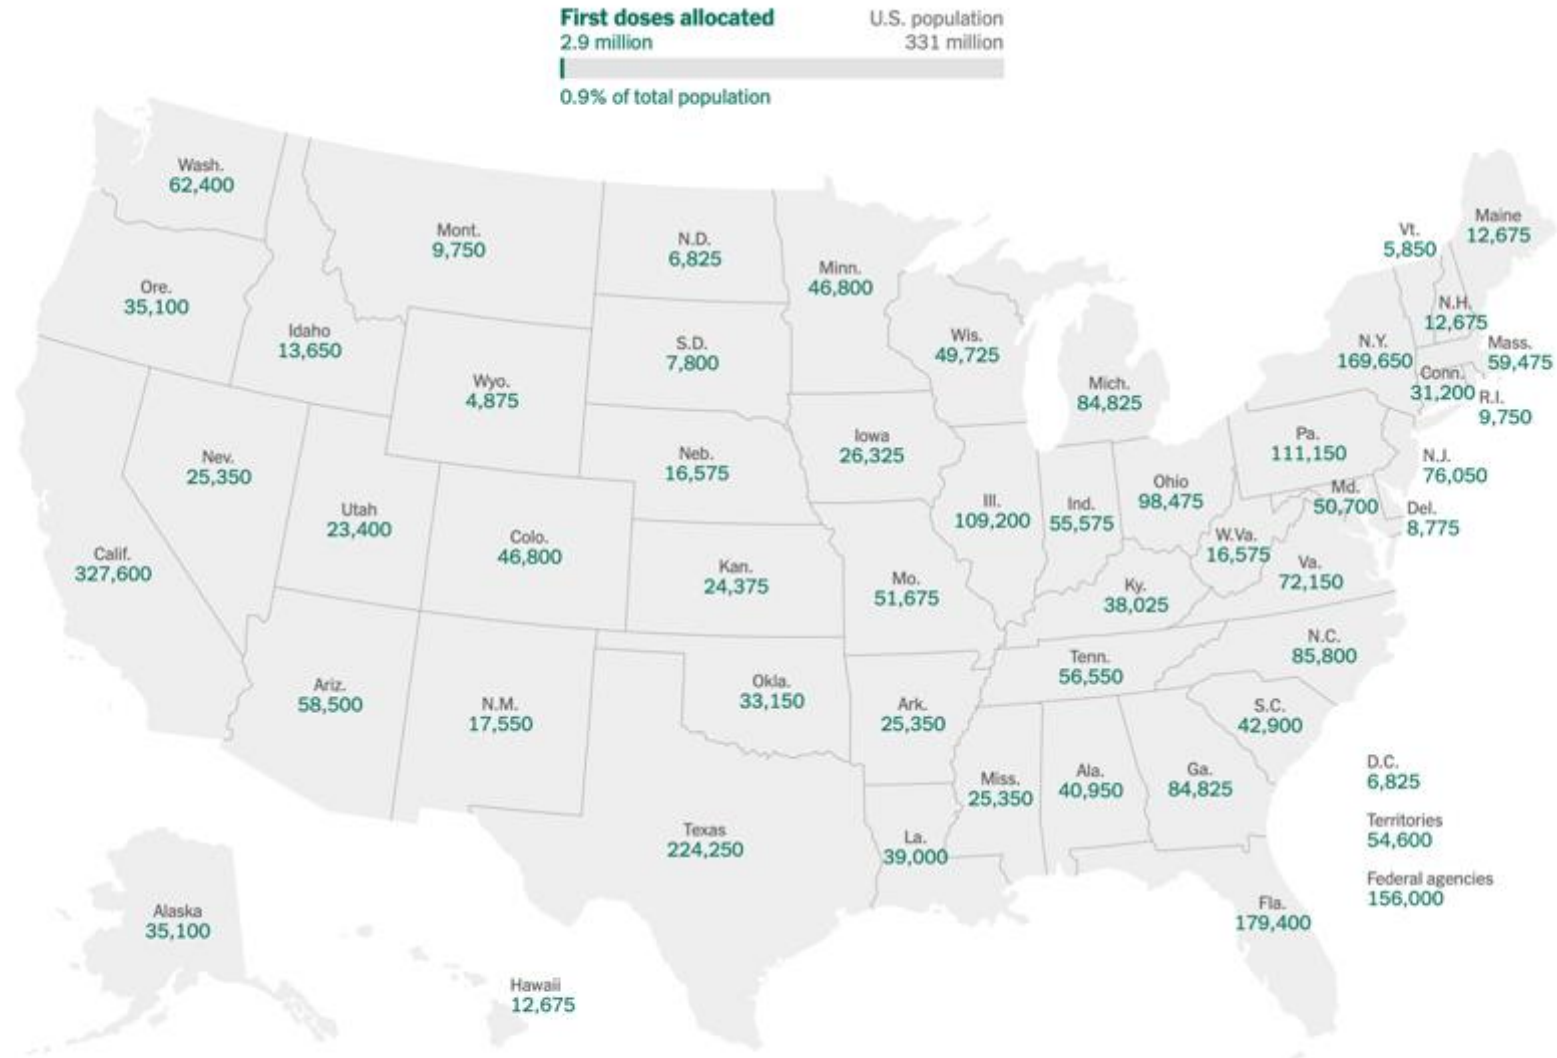 First doses allocated
U.S. population
2.9 million
331 million
0.9% of total population
Wash.
62,400
Mont.
9,750
N.D.
6,825
Minn.
46,800
Vt.
5,850
Maine
12,675
Ore.
35,100
Idaho
13,650
Wyo.
4,875
S.D.
7,800
Wis.
49,725
Mich.
84,825
N.Y.
169,650
N.H.
12,675
Mass.
59,475
Conn.
31,200
R.I.
9,750
Nev.
25,350
Utah
23,400
Colo.
46,800
Neb.
16,575
Iowa
26,325
Ill.
109,200
Ind.
55,575
Ohio
98,475
Pa.
111,150
N.J.
76,050
Md.
50,700
Del.
8,775
Calif.
327,600
Kan.
24,375
Mo.
51,675
Ky.
38,025
W.Va.
16,575
Va.
72,150
Ariz.
58,500
N.M.
17,550
Okla.
33,150
Ark.
25,350
Tenn.
56,550
N.C.
85,800
S.C.
42,900
Texas
224,250
La.
39,000
Miss.
25,350
Ala.
40,950
Ga.
84,825
D.C.
6,825
Territories
54,600
Federal agencies
156,000
Alaska
35,100
Hawaii
12,675
Fla.
179,400